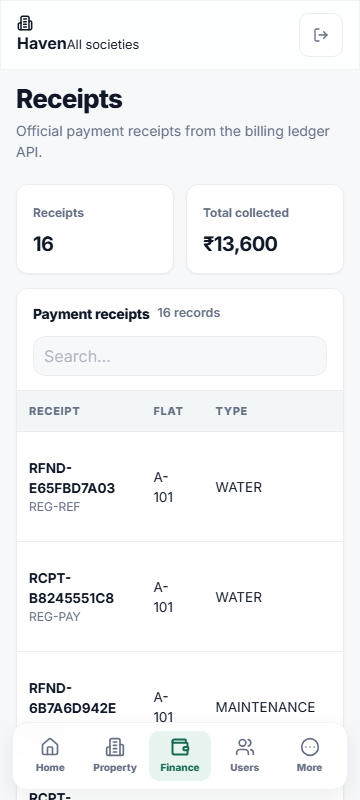 HavenAll societies
Receipts
Official payment receipts from the billing ledger
API.
Receipts
16
Total collected
₹13,600
Payment receipts 16 records
Search...
RECEIPT FLAT TYPE
RFND-
E65FBD7A03
REG-REF
A-
101
WATER
RCPT-
B8245551C8
REG-PAY
A-
101
WATER
RFND-
6B7A6D942E
A-
101
MAINTENANCE
Home Property Finance Users More
RCPT-